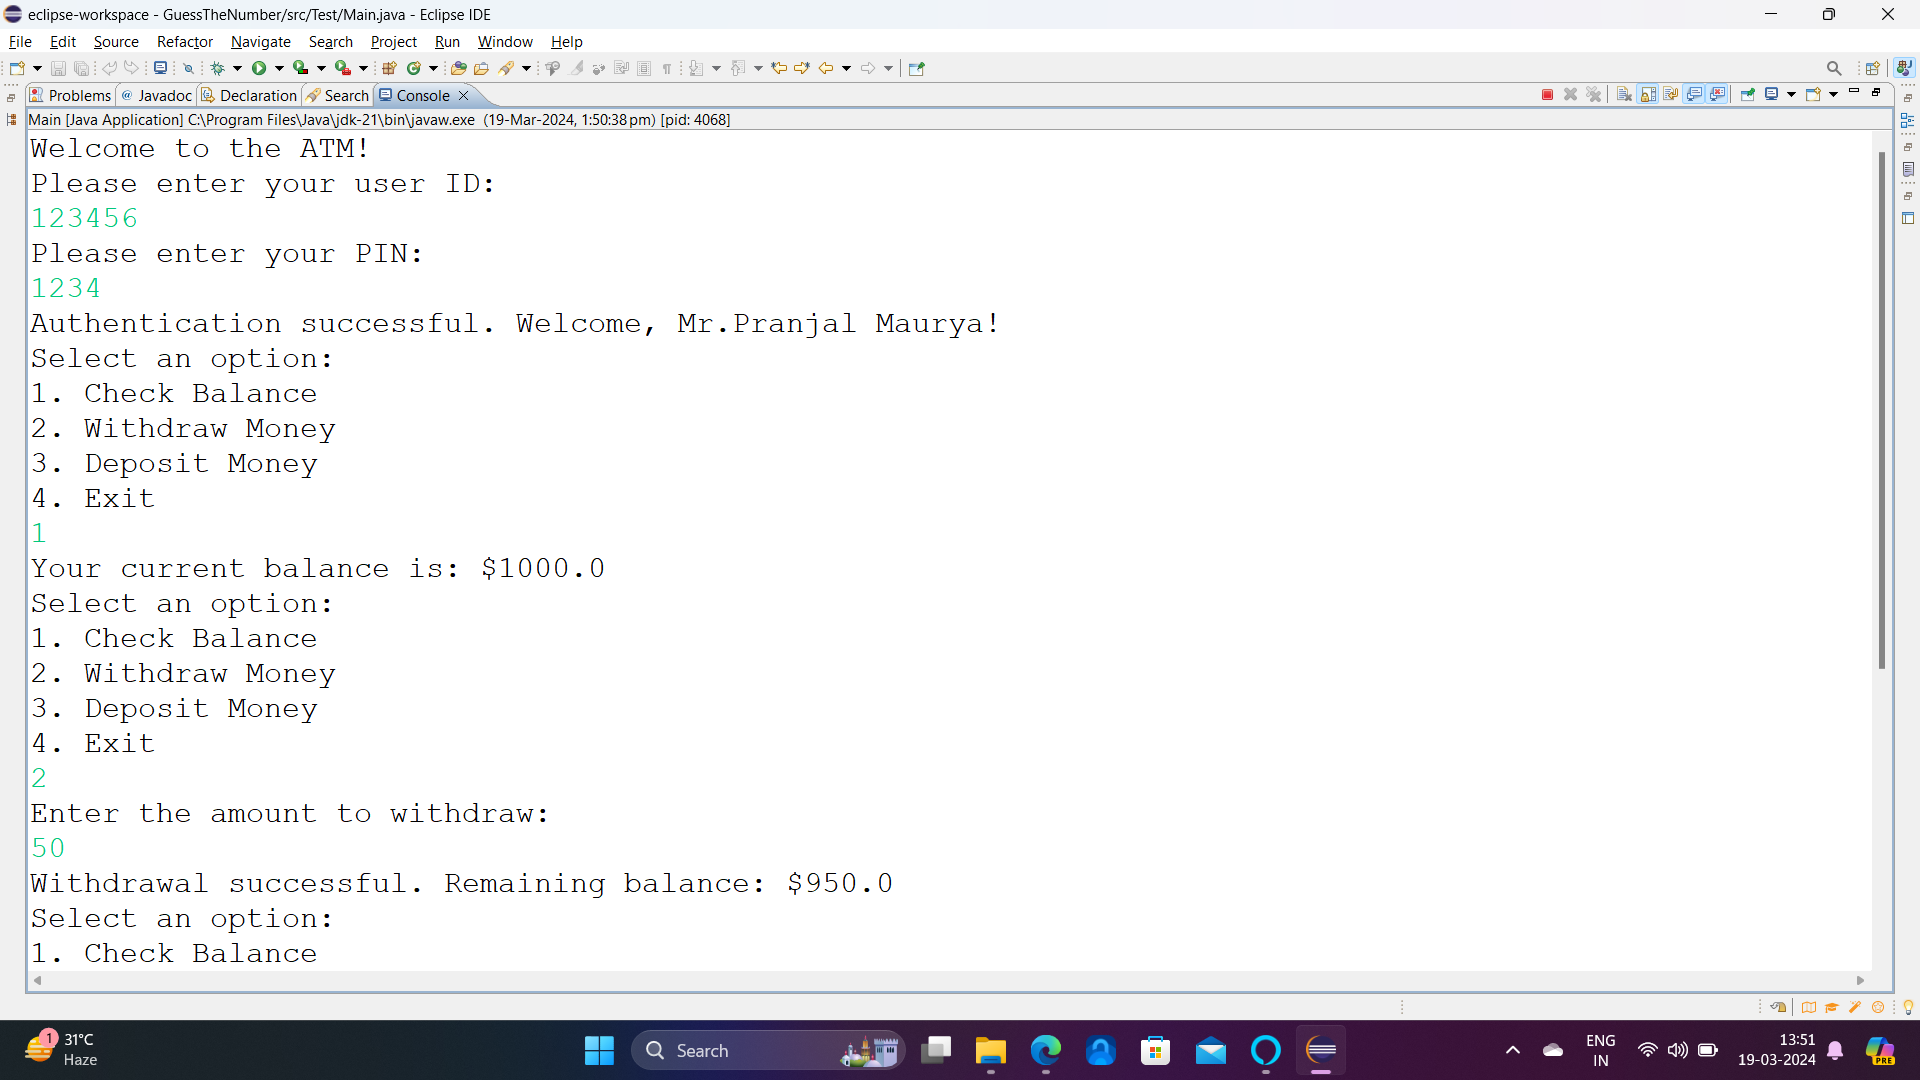 eclipse-workspace - GuessTheNumber/src/Test/Main.java - Eclipse IDE
File Edit Source Refactor Navigate Search Project Run Window Help
Problems Javadoc Declaration Search Console
Main [Java Application] C:\Program Files\Java\jdk-21\bin\javaw.exe (19-Mar-2024, 1:50:38 pm) [pid: 4068]
Welcome to the ATM!
Please enter your user ID:
123456
Please enter your PIN:
1234
Authentication successful. Welcome, Mr.Pranjal Maurya!
Select an option:
1. Check Balance
2. Withdraw Money
3. Deposit Money
4. Exit
1
Your current balance is: $1000.0
Select an option:
1. Check Balance
2. Withdraw Money
3. Deposit Money
4. Exit
2
Enter the amount to withdraw:
50
Withdrawal successful. Remaining balance: $950.0
Select an option:
1. Check Balance
1
31°C
Haze
Search
ENG
IN
13:51
19-03-2024
PRE